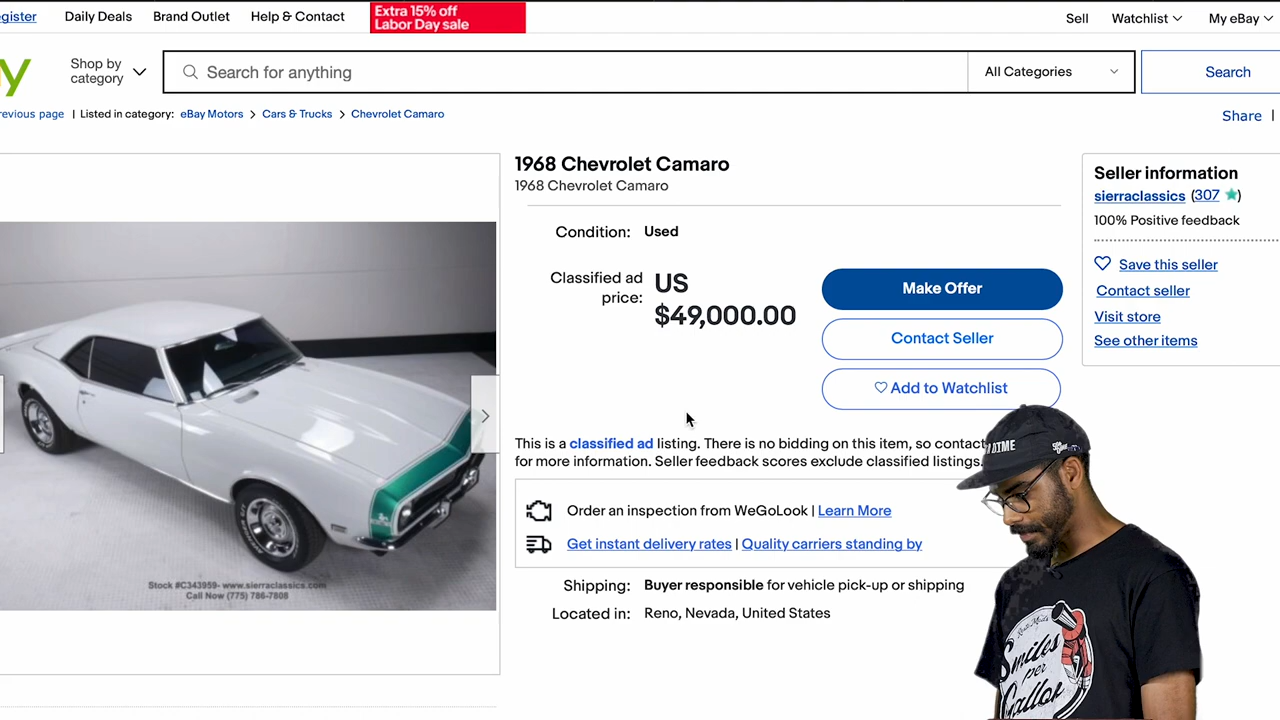 egister Daily Deals Brand Outlet Help & Contact Extra 15% off Sell Watchlist My eBay
Labor Day sale
y Shop by category Search for anything All Categories Search
revious page | Listed in category: eBay Motors > Cars & Trucks > Chevrolet Camaro Share |
1968 Chevrolet Camaro
1968 Chevrolet Camaro
Condition: Used
Classified ad price: US $49,000.00
Make Offer
Contact Seller
Add to Watchlist
This is a classified ad listing. There is no bidding on this item, so contact
for more information. Seller feedback scores exclude classified listings.
Order an inspection from WeGoLook | Learn More
Get instant delivery rates | Quality carriers standing by
Shipping: Buyer responsible for vehicle pick-up or shipping
Located in: Reno, Nevada, United States
Seller information
sierraclassics (307)
100% Positive feedback
Save this seller
Contact seller
Visit store
See other items
Stock #C343959- www.sierraclassics.com
Call Now (775) 786-7808
Smiles
per
Gallon